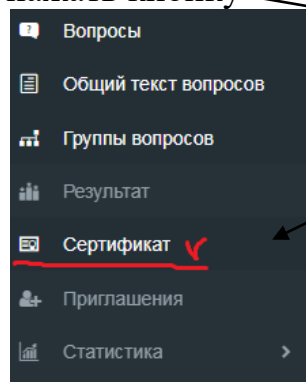 Вопросы
Общий текст вопросов
Группы вопросов
Результат
Сертификат
Приглашения
Статистика